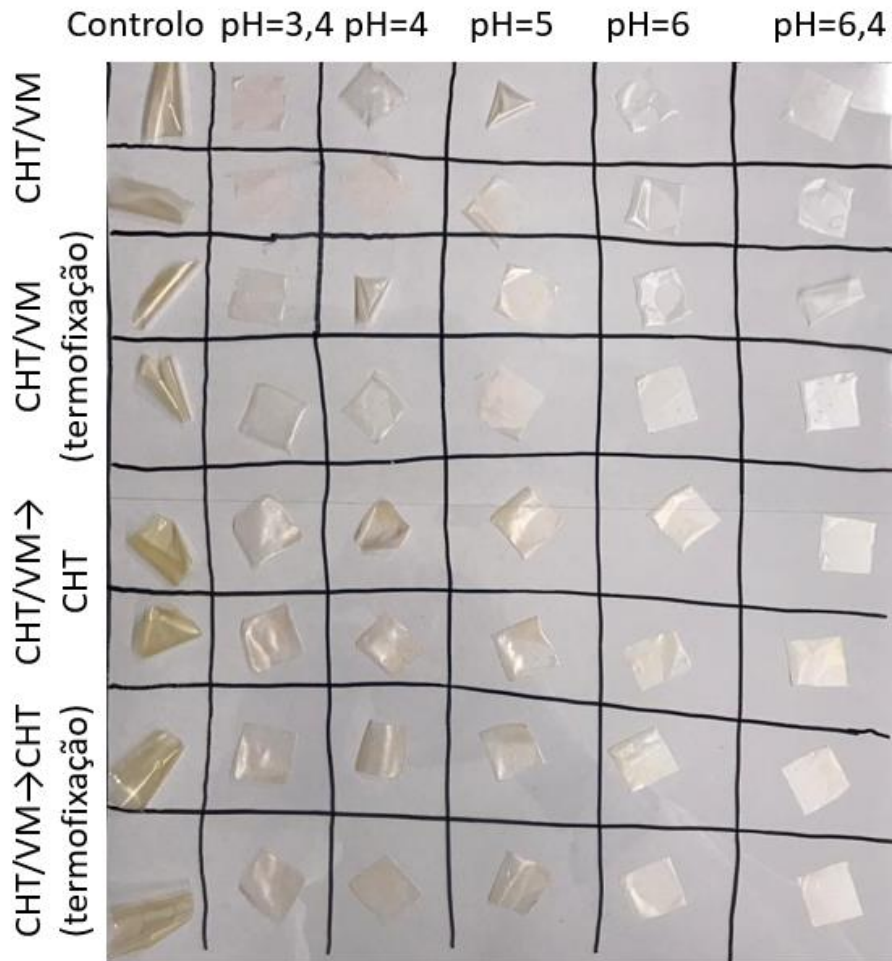 Controlo pH=3,4 pH=4 pH=5 pH=6 pH=6,4
CHT/VM
CHT/VM
(termofixação)
CHT/VM→
CHT
CHT/VM→CHT
(termofixação)